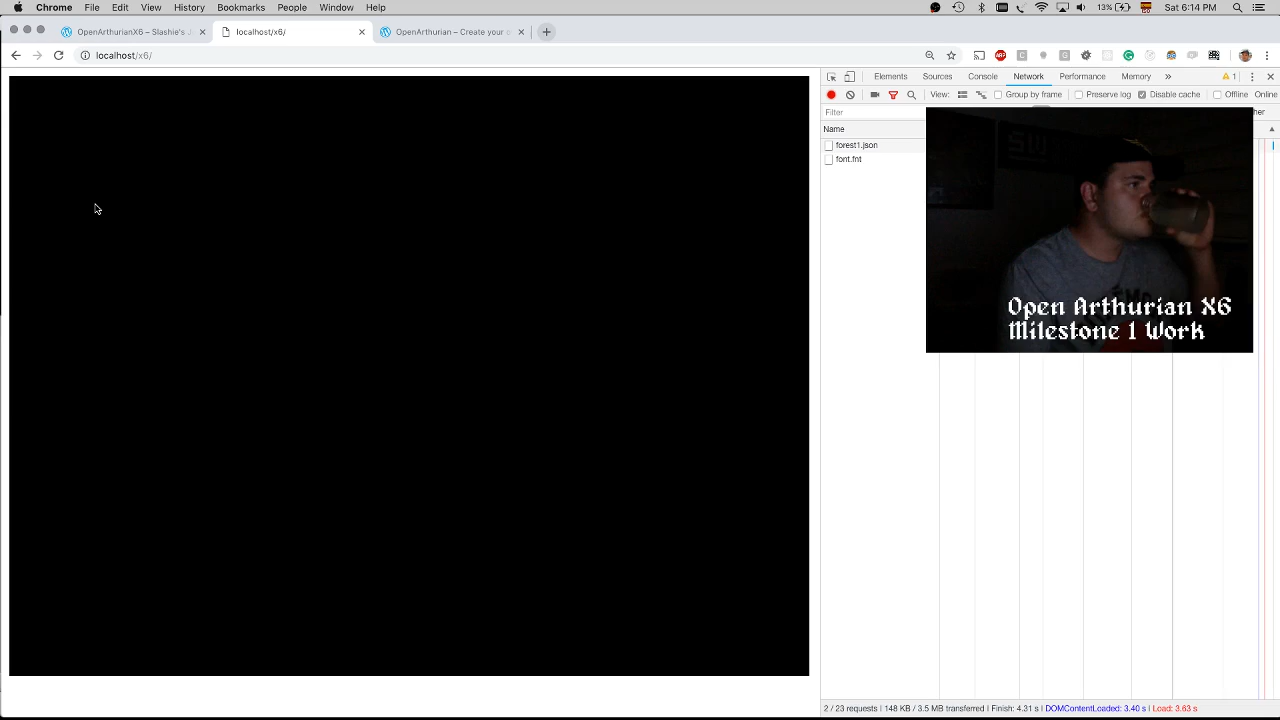 Chrome File Edit View History Bookmarks People Window Help 13% Sat 6:14 PM
OpenArthurianX6 – Slashie's J localhost/x6/ OpenArthurian – Create your o
localhost/x6/ ABP
Elements Sources Console Network Performance Memory 1
View: Group by frame Preserve log Disable cache Offline Online
Filter her
Name
forest1.json
font.fnt
Open Arthurian X6
Milestone 1 Work
2 / 23 requests | 148 KB / 3.5 MB transferred | Finish: 4.31 s | DOMContentLoaded: 3.40 s | Load: 3.63 s